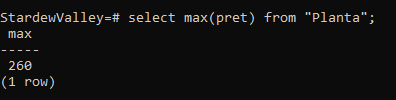 StardewValley=# select max(pret) from "Planta";
 max
-----
 260
(1 row)